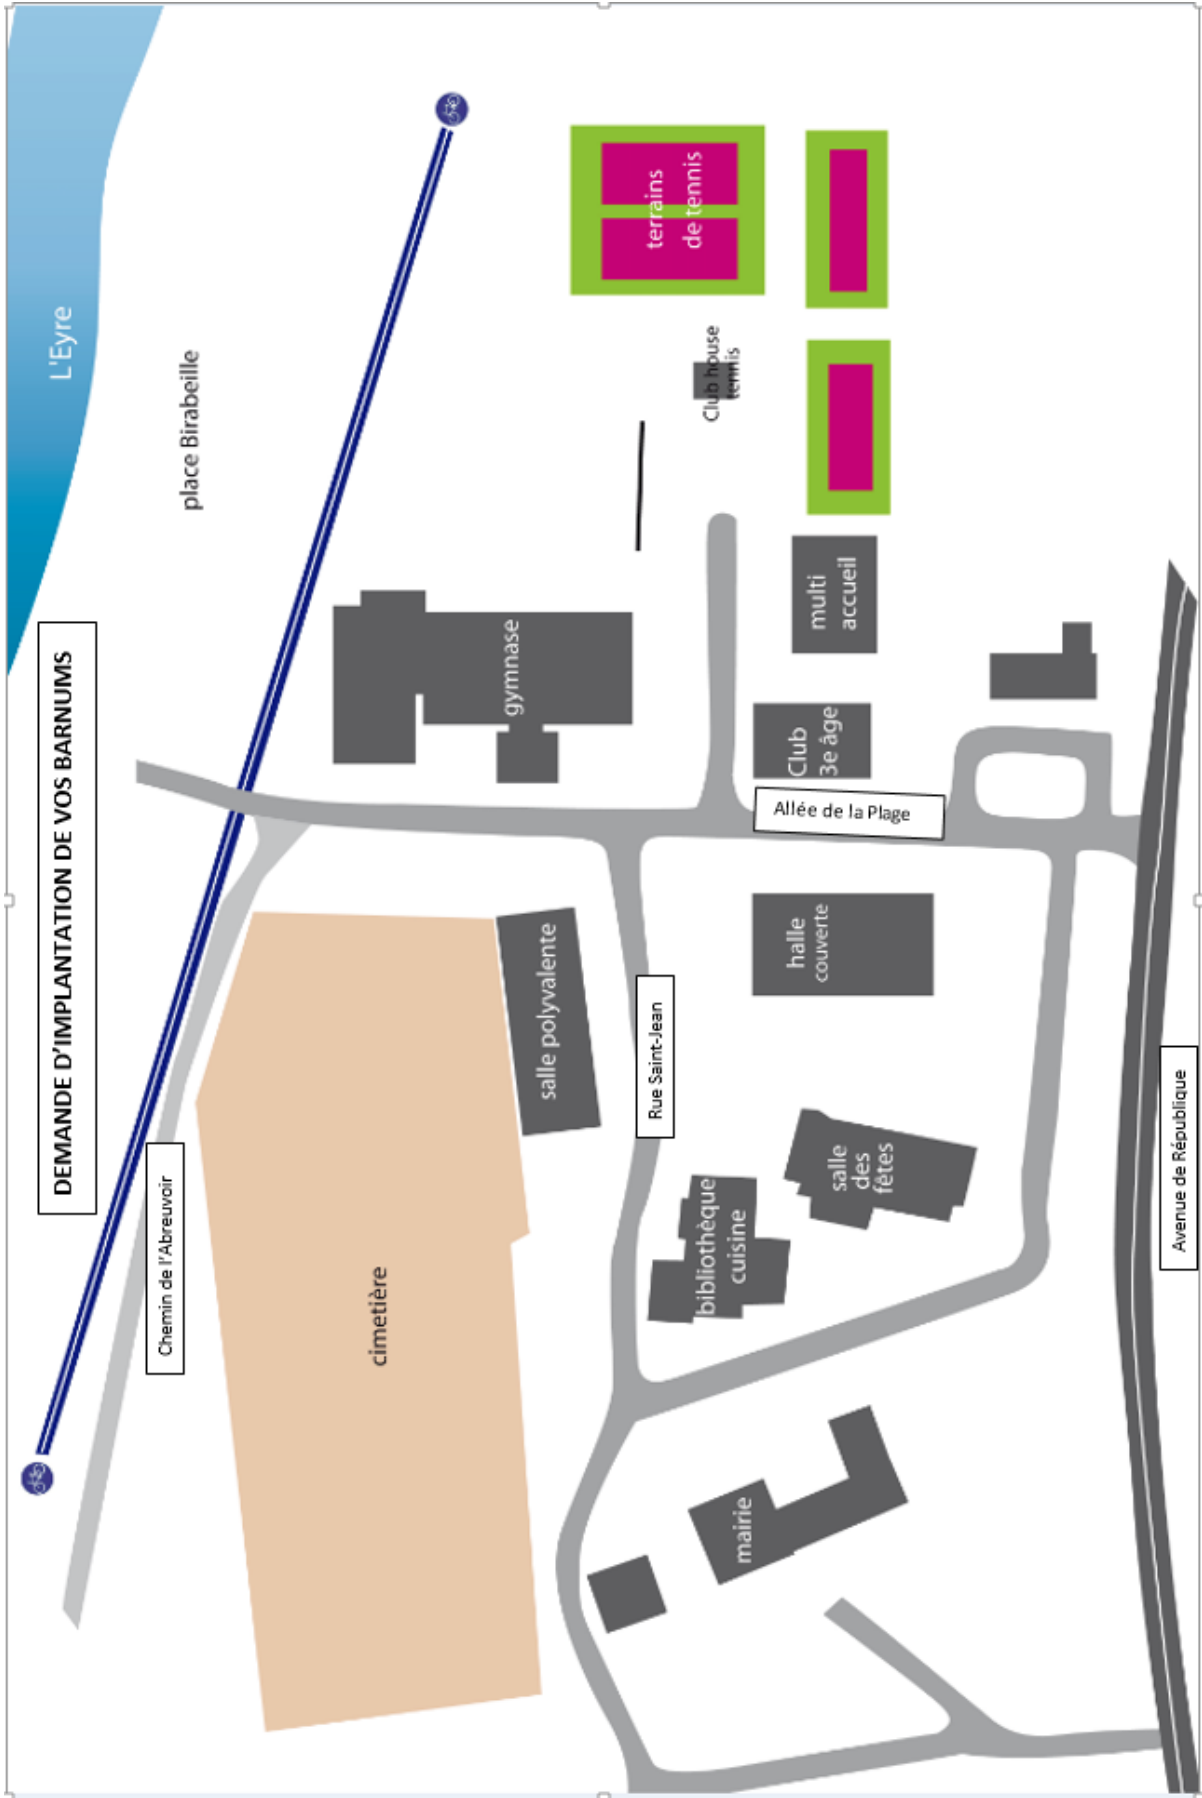 DEMANDE D'IMPLANTATION DE VOS BARNUMS
L'Eyre
place Birabeille
Chemin de l'Abreuvoir
cimetière
gymnase
salle polyvalente
terrains
de tennis
Club house
tennis
Rue Saint-Jean
bibliothèque
cuisine
mairie
multi
accueil
Club
3e âge
Allée de la Plage
halle
couverte
salle
des
fêtes
Avenue de République